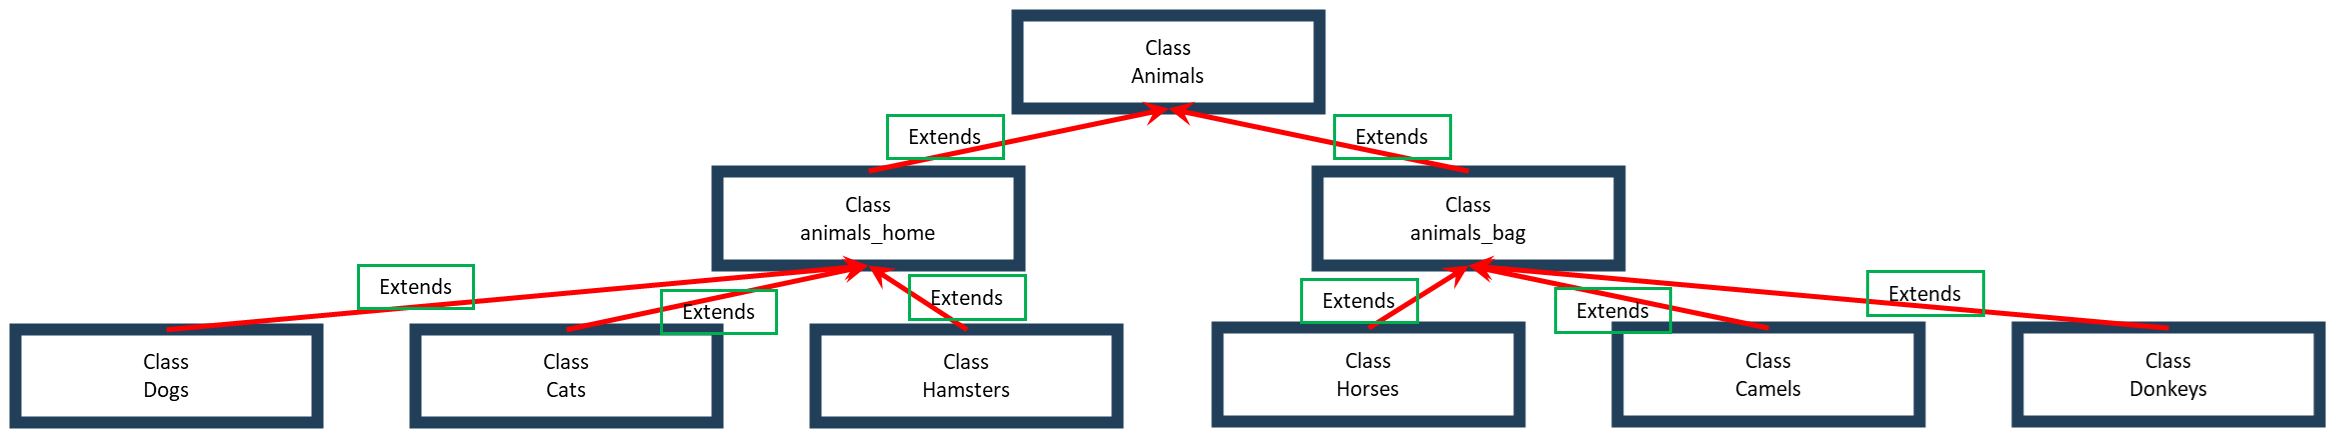 Class
Animals
Extends
Extends
Class
animals_home
Class
animals_bag
Extends
Extends
Extends
Extends
Extends
Extends
Class
Dogs
Class
Cats
Class
Hamsters
Class
Horses
Class
Camels
Class
Donkeys